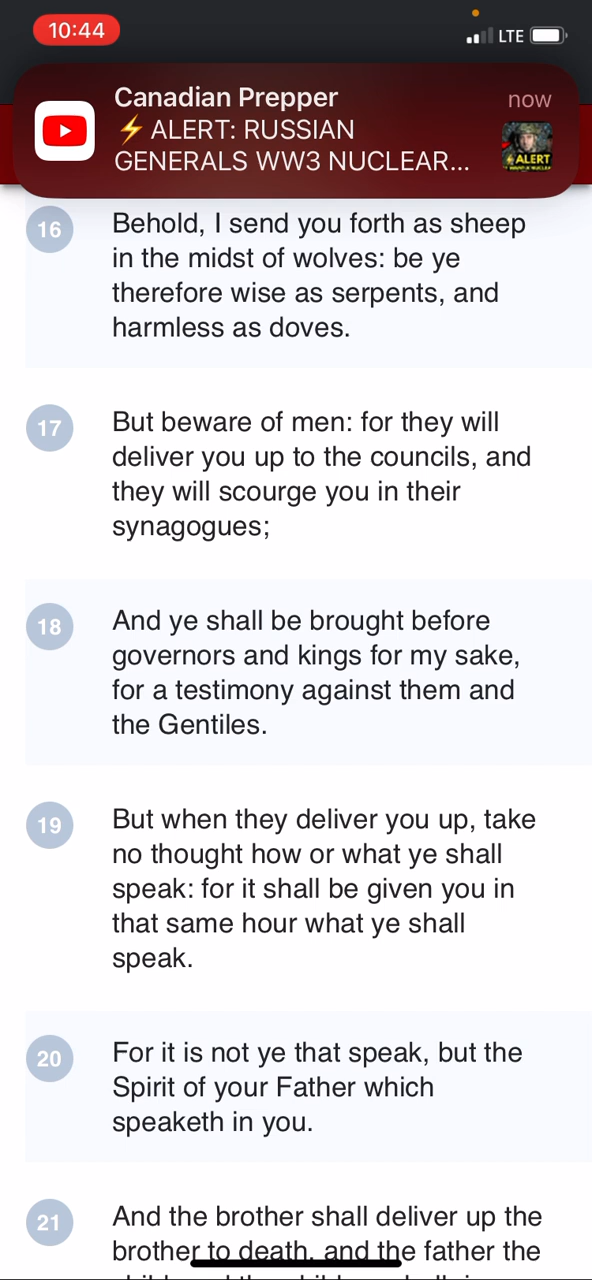 10:44
LTE
Canadian Prepper
now
⚡ ALERT: RUSSIAN
GENERALS WW3 NUCLEAR...
ALERT
16
Behold, I send you forth as sheep
in the midst of wolves: be ye
therefore wise as serpents, and
harmless as doves.
17
But beware of men: for they will
deliver you up to the councils, and
they will scourge you in their
synagogues;
18
And ye shall be brought before
governors and kings for my sake,
for a testimony against them and
the Gentiles.
19
But when they deliver you up, take
no thought how or what ye shall
speak: for it shall be given you in
that same hour what ye shall
speak.
20
For it is not ye that speak, but the
Spirit of your Father which
speaketh in you.
21
And the brother shall deliver up the
brother to death, and the father the